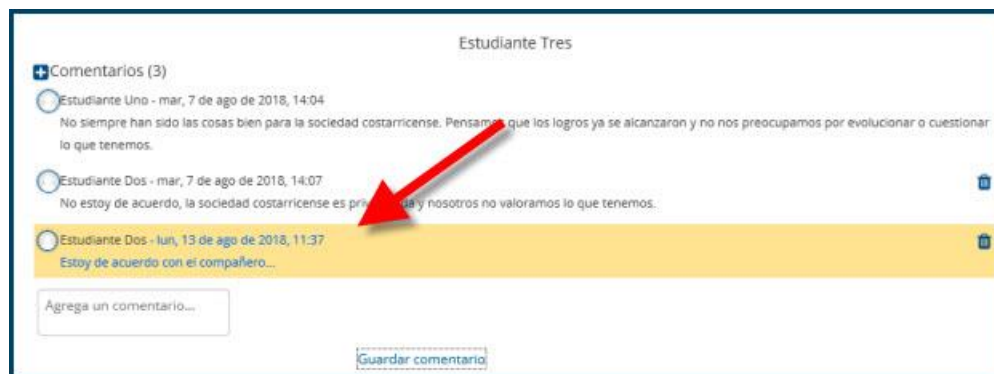 Estudiante Tres
Comentarios (3)
Estudiante Uno - mar, 7 de ago de 2018, 14:04
No siempre han sido las cosas bien para la sociedad costarricense. Pensamos que los logros ya se alcanzaron y no nos preocupamos por evolucionar o cuestionar
lo que tenemos.
Estudiante Dos - mar, 7 de ago de 2018, 14:07
No estoy de acuerdo, la sociedad costarricense es y nosotros no valoramos lo que tenemos.
Estudiante Dos - lun, 13 de ago de 2018, 11:37
Estoy de acuerdo con el compañero...
Agrega un comentario...
Guardar comentario